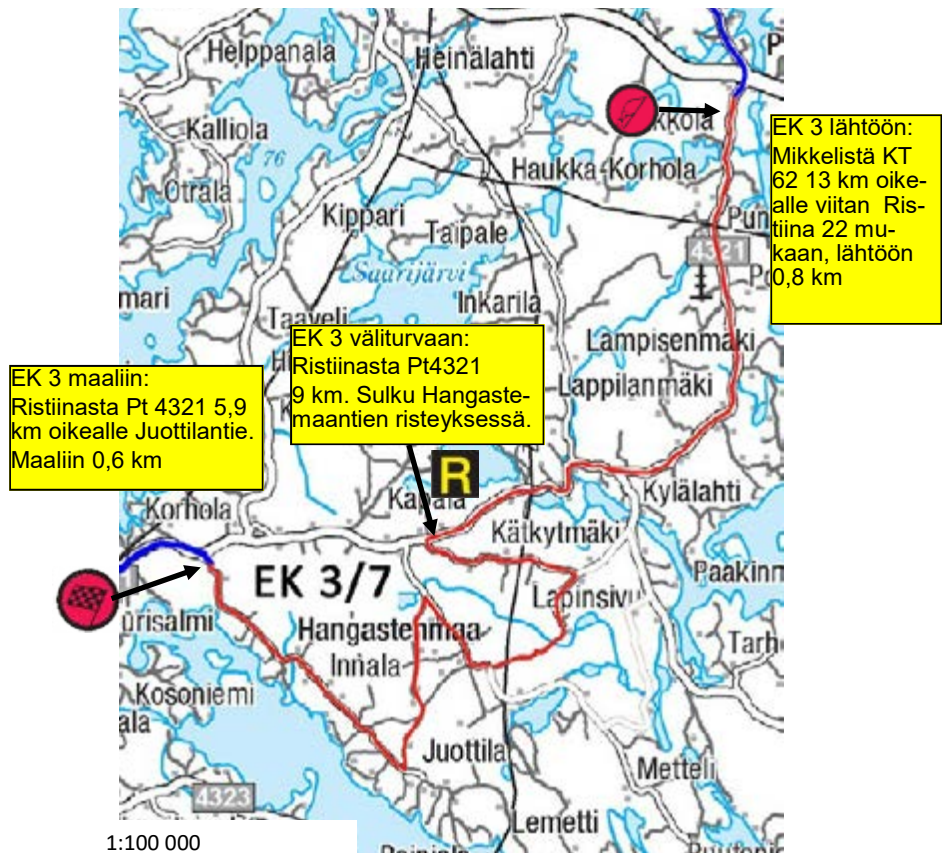 Helppanala
Heinälahti
Kalliola
76
Otrala
Haukka-Korhola
Kippari
Taipale
4321
Saarijärvi
Inkarila
Taaveli
Lampisenmäki
Lappilanmäki
EK 3 lähtöön:
Mikkelistä KT
62 13 km oike-
alle viitan Ris-
tiina 22 mu-
kaan, lähtöön
0,8 km
EK 3 väliturvaan:
Ristiinasta Pt4321
9 km. Sulku Hangaste-
maantien risteyksessä.
EK 3 maaliin:
Ristiinasta Pt 4321 5,9
km oikealle Juottilantie.
Maaliin 0,6 km
R
Kylälahti
Korhola
Kätkytmäki
EK 3/7
Lapinsivu
Hangastenmaa
Innala
Kosoniemi
Juottila
Metteli
4323
Lemetti
1:100 000